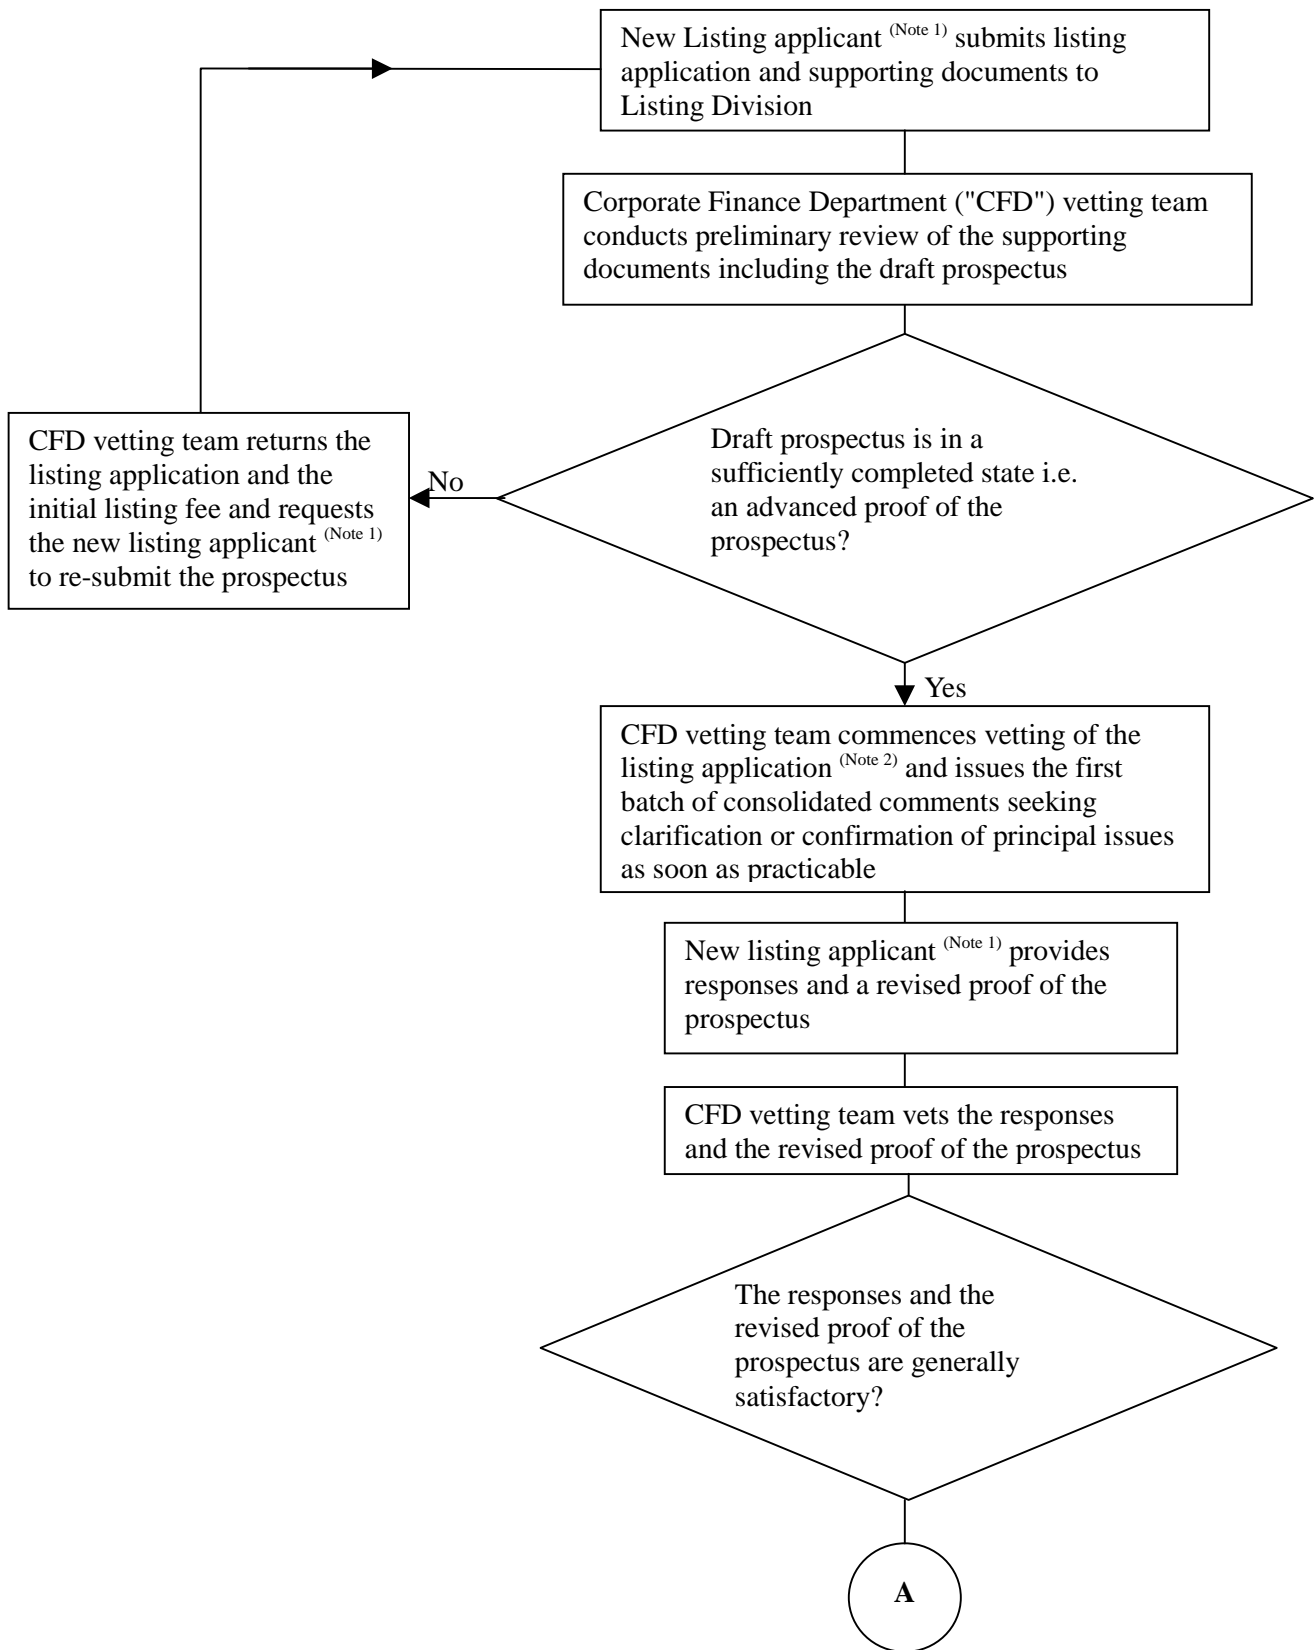 New Listing applicant (Note 1) submits listing
application and supporting documents to
Listing Division
Corporate Finance Department ("CFD") vetting team
conducts preliminary review of the supporting
documents including the draft prospectus
Draft prospectus is in a
sufficiently completed state i.e.
an advanced proof of the
prospectus?
No
CFD vetting team returns the
listing application and the
initial listing fee and requests
the new listing applicant (Note 1)
to re-submit the prospectus
Yes
CFD vetting team commences vetting of the
listing application (Note 2) and issues the first
batch of consolidated comments seeking
clarification or confirmation of principal issues
as soon as practicable
New listing applicant (Note 1) provides
responses and a revised proof of the
prospectus
CFD vetting team vets the responses
and the revised proof of the prospectus
The responses and the
revised proof of the
prospectus are generally
satisfactory?
A